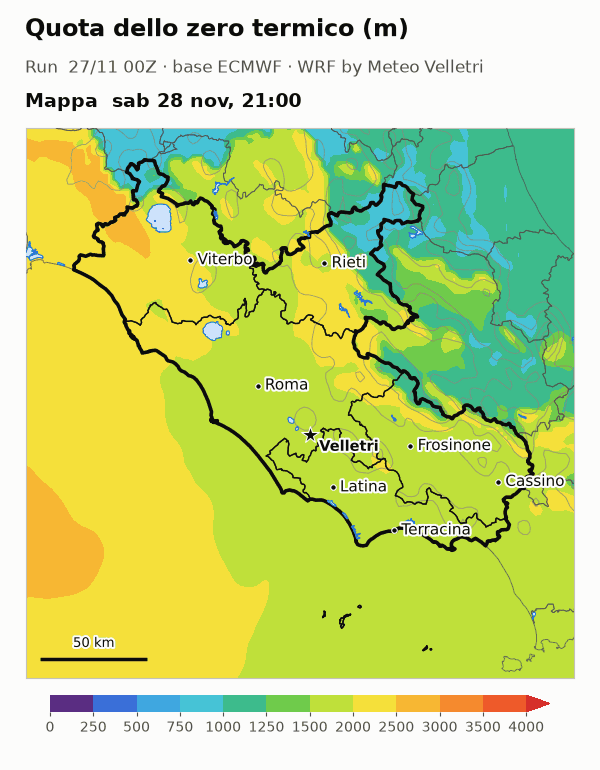 Quota dello zero termico (m)
Run 27/11 00Z · base ECMWF · WRF by Meteo Velletri
Mappa sab 28 nov, 21:00
Viterbo
Rieti
Roma
Velletri
Frosinone
Cassino
Latina
Terracina
50 km
0 250 500 750 1000 1250 1500 2000 2500 3000 3500 4000